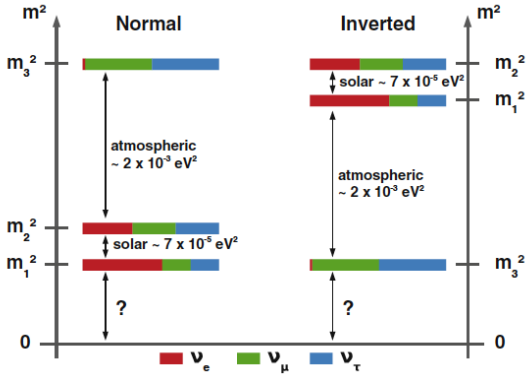 m²
Normal
Inverted
m²
m₃²
m₂²
solar ~ 7 x 10⁻⁵ eV²
m₁²
atmospheric
~ 2 x 10⁻³ eV²
atmospheric
~ 2 x 10⁻³ eV²
m₂²
solar ~ 7 x 10⁻⁵ eV²
m₁²
m₃²
?
?
0
0
νₑ
ν_μ
ν_τ